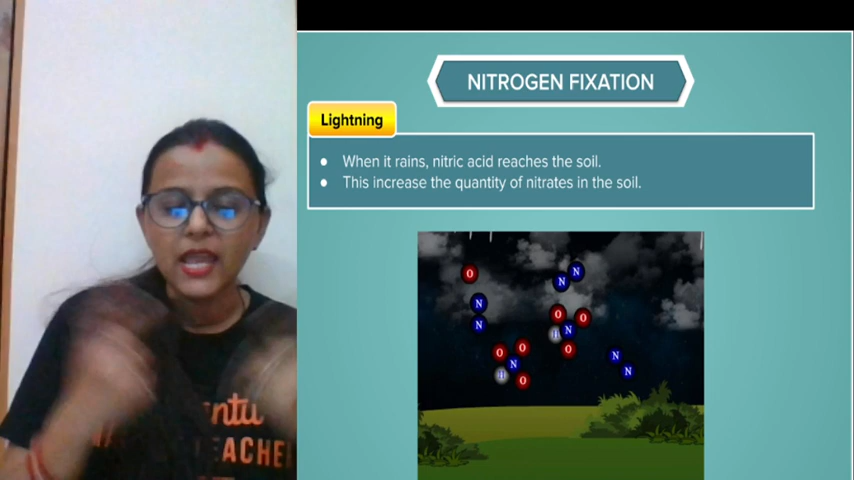 NITROGEN FIXATION
Lightning
● When it rains, nitric acid reaches the soil.
● This increase the quantity of nitrates in the soil.
O
N
N
N
N
O
O
H
N
O
O
O
N
H
O
N
N